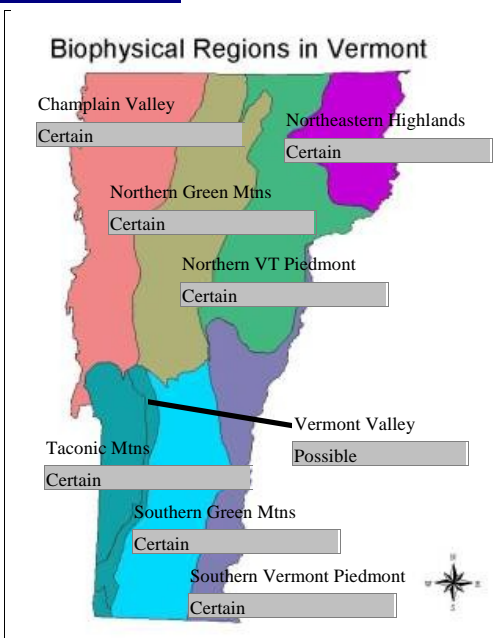 Biophysical Regions in Vermont
Champlain Valley
Certain
Northeastern Highlands
Certain
Northern Green Mtns
Certain
Northern VT Piedmont
Certain
Vermont Valley
Possible
Taconic Mtns
Certain
Southern Green Mtns
Certain
Southern Vermont Piedmont
Certain
N
W E
S